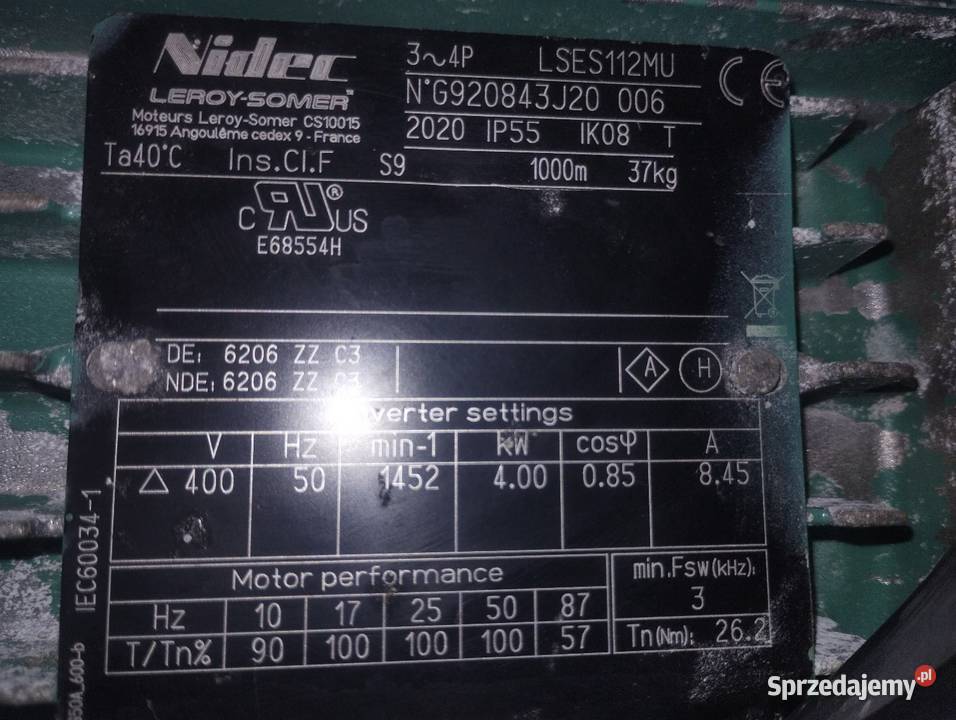 Nidec
LEROY-SOMER™
Moteurs Leroy-Somer CS10015
16915 Angoulême cedex 9 - France
3~4P LSES112MU
N°G920843J20 006
2020 IP55 IK08 T
CE
Ta40°C Ins.Cl.F S9 1000m 37kg
c RU ® US
E68554H
DE: 6206 ZZ C3
NDE: 6206 ZZ C3
A H
settings
V Hz min-1 kW cosφ A
△ 400 50 1452 4.00 0.85 8.45
Motor performance
Hz 10 17 25 50 87
T/Tn% 90 100 100 100 57
min.Fsw(kHz):
3
Tn(Nm): 26.2
IEC60034-1
Sprzedajemy.pl